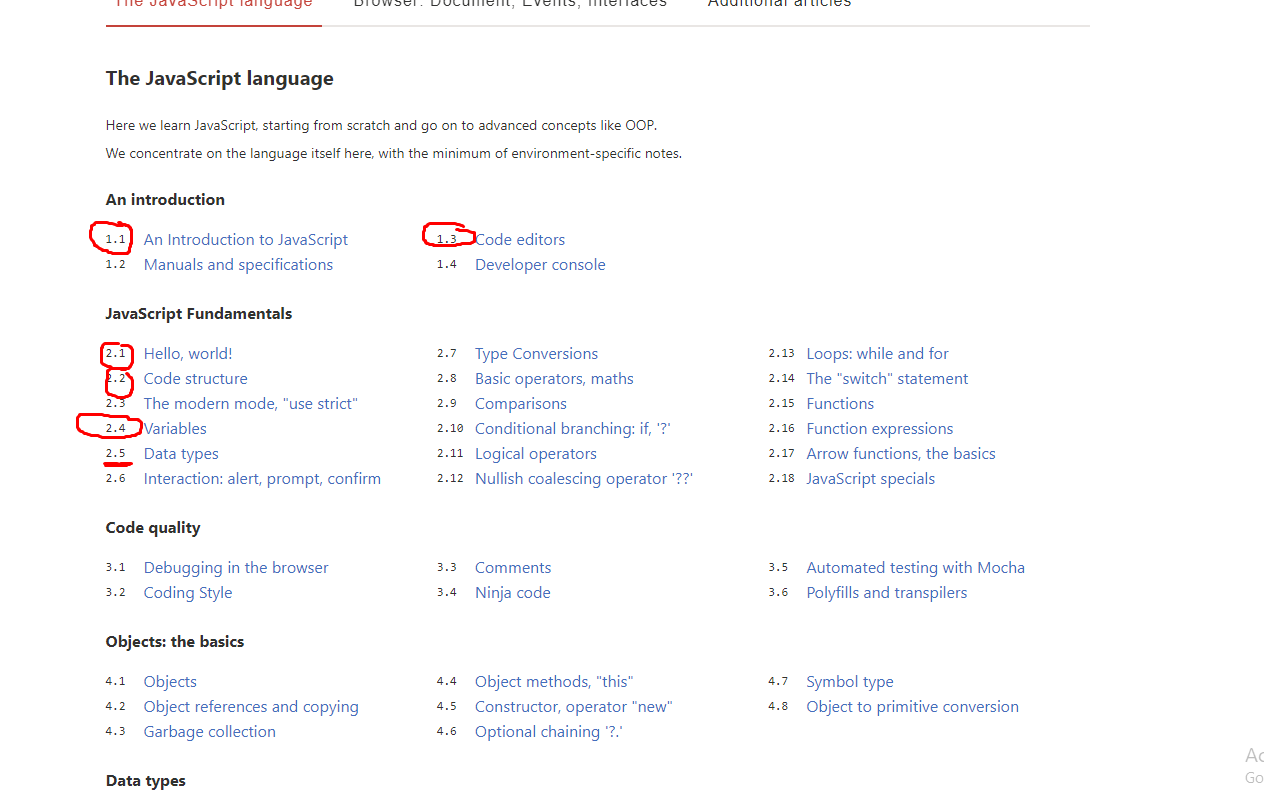 The JavaScript language Browser: Document, Events, Interfaces Additional articles
The JavaScript language
Here we learn JavaScript, starting from scratch and go on to advanced concepts like OOP.
We concentrate on the language itself here, with the minimum of environment-specific notes.
An introduction
1.1 An Introduction to JavaScript 1.3 Code editors
1.2 Manuals and specifications 1.4 Developer console
JavaScript Fundamentals
2.1 Hello, world! 2.7 Type Conversions 2.13 Loops: while and for
2.2 Code structure 2.8 Basic operators, maths 2.14 The "switch" statement
2.3 The modern mode, "use strict" 2.9 Comparisons 2.15 Functions
2.4 Variables 2.10 Conditional branching: if, '?' 2.16 Function expressions
2.5 Data types 2.11 Logical operators 2.17 Arrow functions, the basics
2.6 Interaction: alert, prompt, confirm 2.12 Nullish coalescing operator '??' 2.18 JavaScript specials
Code quality
3.1 Debugging in the browser 3.3 Comments 3.5 Automated testing with Mocha
3.2 Coding Style 3.4 Ninja code 3.6 Polyfills and transpilers
Objects: the basics
4.1 Objects 4.4 Object methods, "this" 4.7 Symbol type
4.2 Object references and copying 4.5 Constructor, operator "new" 4.8 Object to primitive conversion
4.3 Garbage collection 4.6 Optional chaining '?.'
Data types